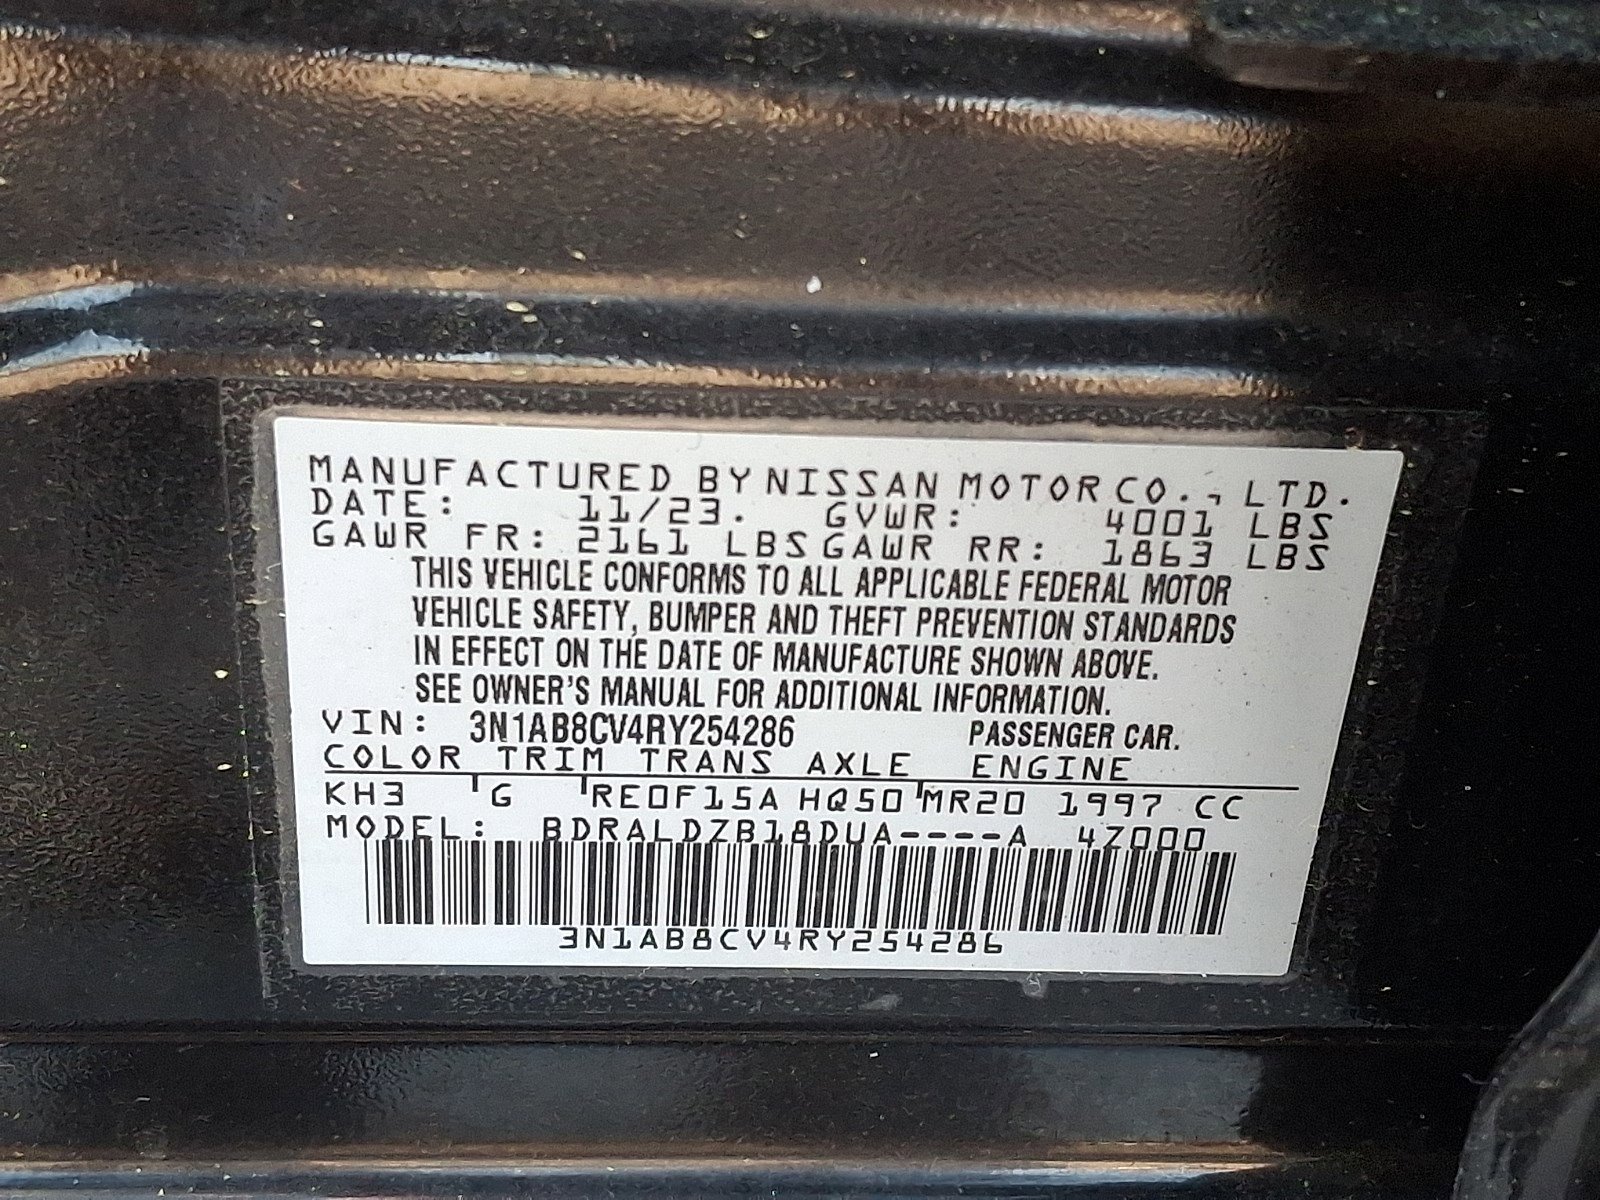 MANUFACTURED BY NISSAN MOTOR CO., LTD.
DATE: 11/23. GVWR: 4001 LBS
GAWR FR: 2161 LBS GAWR RR: 1863 LBS
THIS VEHICLE CONFORMS TO ALL APPLICABLE FEDERAL MOTOR
VEHICLE SAFETY, BUMPER AND THEFT PREVENTION STANDARDS
IN EFFECT ON THE DATE OF MANUFACTURE SHOWN ABOVE.
SEE OWNER'S MANUAL FOR ADDITIONAL INFORMATION.
VIN: 3N1AB8CV4RY254286 PASSENGER CAR.
COLOR TRIM TRANS AXLE ENGINE
KH3 G RE0F15A HQ50 MR20 1997 CC
MODEL: BDRALDZB18DUA----A 4Z000
3N1AB8CV4RY254286